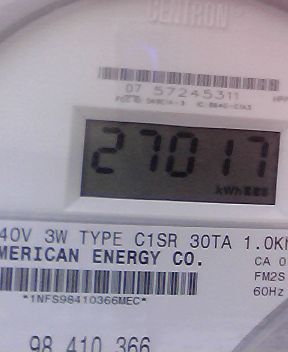 CENTRON®
07 57245311
27017
kWh
40V 3W TYPE C1SR 30TA 1.0K
MERICAN ENERGY CO.
CA 0
FM2S
60Hz
*1NFS98410366MEC*
98 410 366